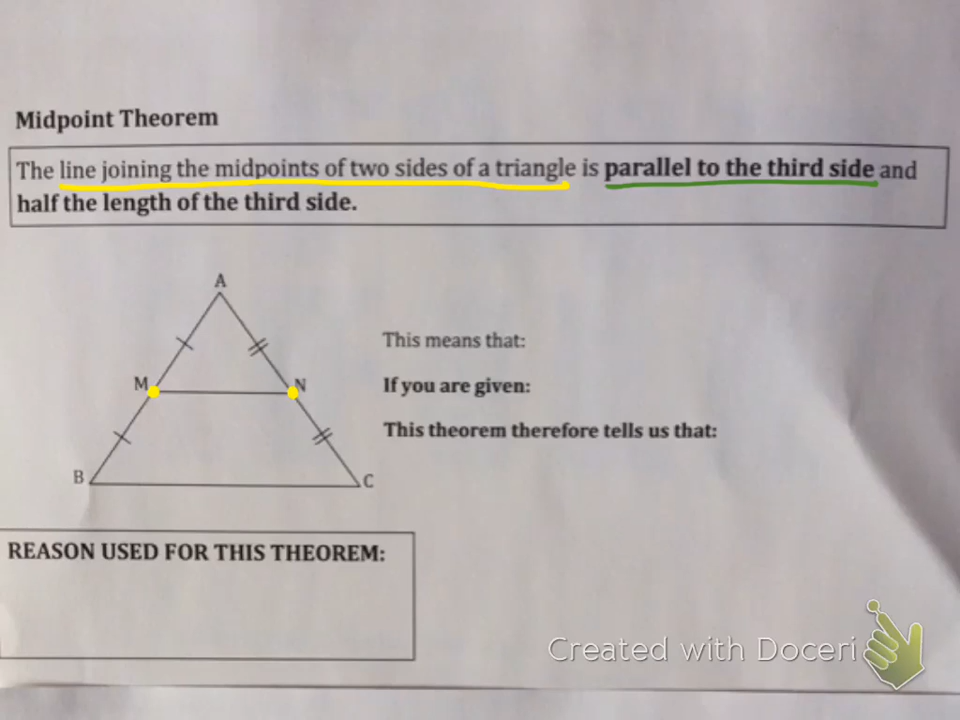 Midpoint Theorem
The line joining the midpoints of two sides of a triangle is parallel to the third side and
half the length of the third side.
A
This means that:
M
N
If you are given:
This theorem therefore tells us that:
B
C
REASON USED FOR THIS THEOREM:
Created with Doceri